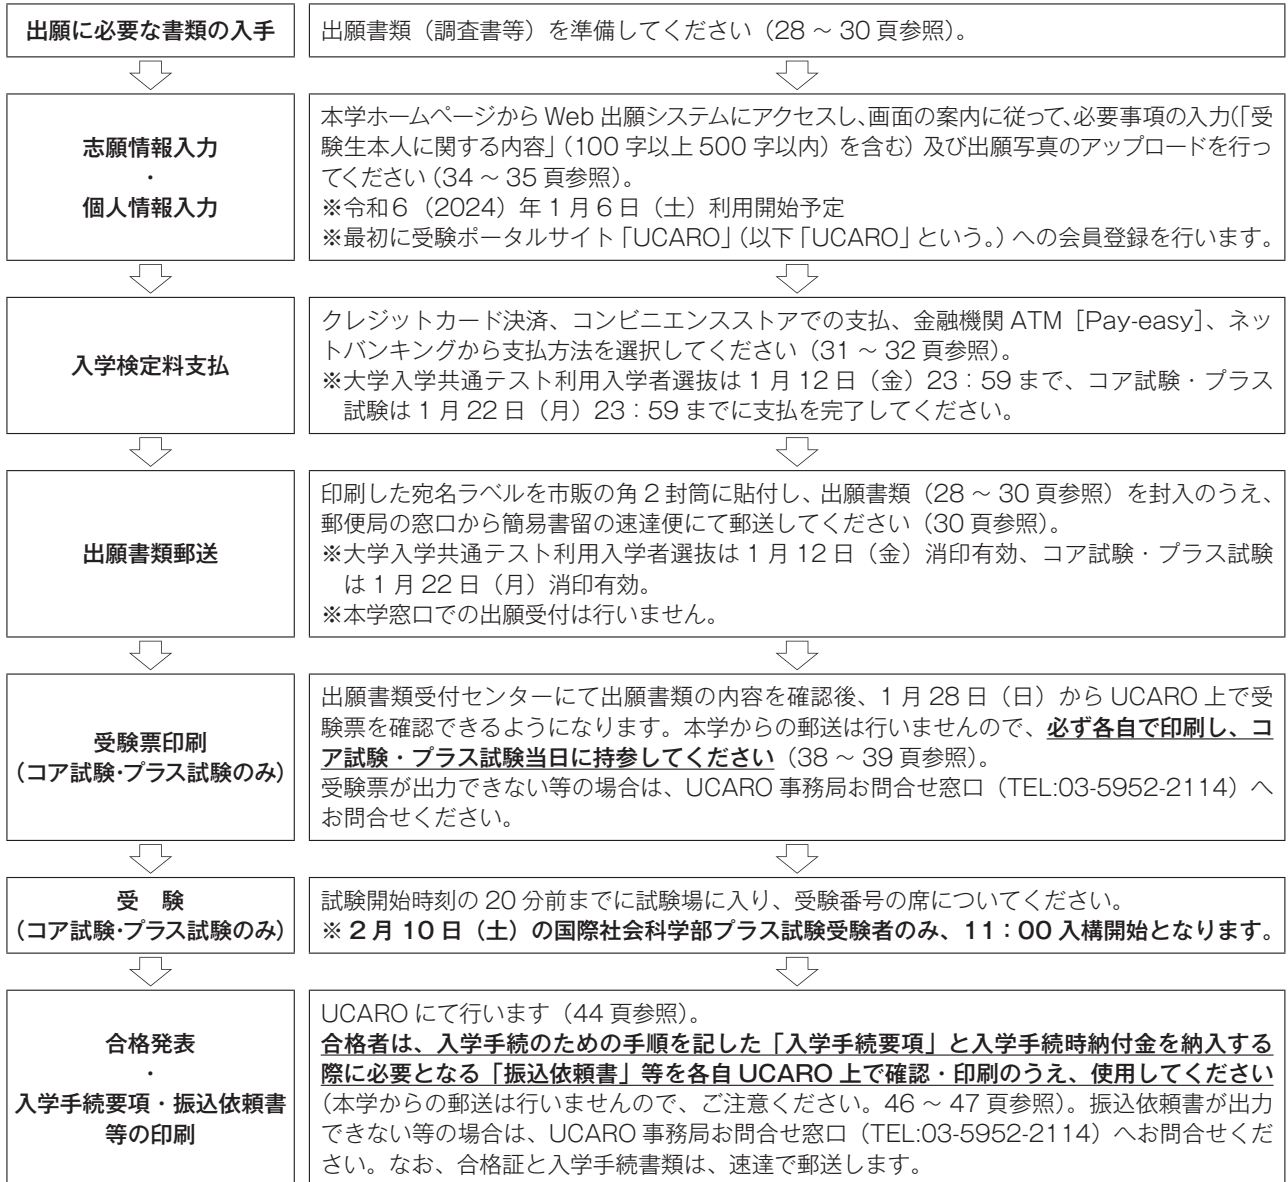 出願に必要な書類の入手
出願書類（調査書等）を準備してください（28 ～ 30 頁参照）。
志願情報入力
・
個人情報入力
本学ホームページから Web 出願システムにアクセスし、画面の案内に従って、必要事項の入力（「受
験生本人に関する内容」（100 字以上 500 字以内）を含む）及び出願写真のアップロードを行っ
てください（34 ～ 35 頁参照）。
※令和６（2024）年 1 月 6 日（土）利用開始予定
※最初に受験ポータルサイト「UCARO」（以下「UCARO」という。）への会員登録を行います。
入学検定料支払
クレジットカード決済、コンビニエンスストアでの支払、金融機関 ATM［Pay-easy］、ネッ
トバンキングから支払方法を選択してください（31 ～ 32 頁参照）。
※大学入学共通テスト利用入学者選抜は 1 月 12 日（金）23：59 まで、コア試験・プラス
試験は 1 月 22 日（月）23：59 までに支払を完了してください。
出願書類郵送
印刷した宛名ラベルを市販の角 2 封筒に貼付し、出願書類（28 ～ 30 頁参照）を封入のうえ、
郵便局の窓口から簡易書留の速達便にて郵送してください（30 頁参照）。
※大学入学共通テスト利用入学者選抜は 1 月 12 日（金）消印有効、コア試験・プラス試験
は 1 月 22 日（月）消印有効。
※本学窓口での出願受付は行いません。
受験票印刷
（コア試験・プラス試験のみ）
出願書類受付センターにて出願書類の内容を確認後、1 月 28 日（日）から UCARO 上で受
験票を確認できるようになります。本学からの郵送は行いませんので、必ず各自で印刷し、コ
ア試験・プラス試験当日に持参してください（38 ～ 39 頁参照）。
受験票が出力できない等の場合は、UCARO 事務局お問合せ窓口（TEL:03-5952-2114）へ
お問合せください。
受　験
（コア試験・プラス試験のみ）
試験開始時刻の 20 分前までに試験場に入り、受験番号の席についてください。
※ 2 月 10 日（土）の国際社会科学部プラス試験受験者のみ、11：00 入構開始となります。
合格発表
・
入学手続要項・振込依頼書
等の印刷
UCARO にて行います（44 頁参照）。
合格者は、入学手続のための手順を記した「入学手続要項」と入学手続時納付金を納入する
際に必要となる「振込依頼書」等を各自 UCARO 上で確認・印刷のうえ、使用してください
（本学からの郵送は行いませんので、ご注意ください。46 ～ 47 頁参照）。振込依頼書が出力
できない等の場合は、UCARO 事務局お問合せ窓口（TEL:03-5952-2114）へお問合せくだ
さい。なお、合格証と入学手続書類は、速達で郵送します。